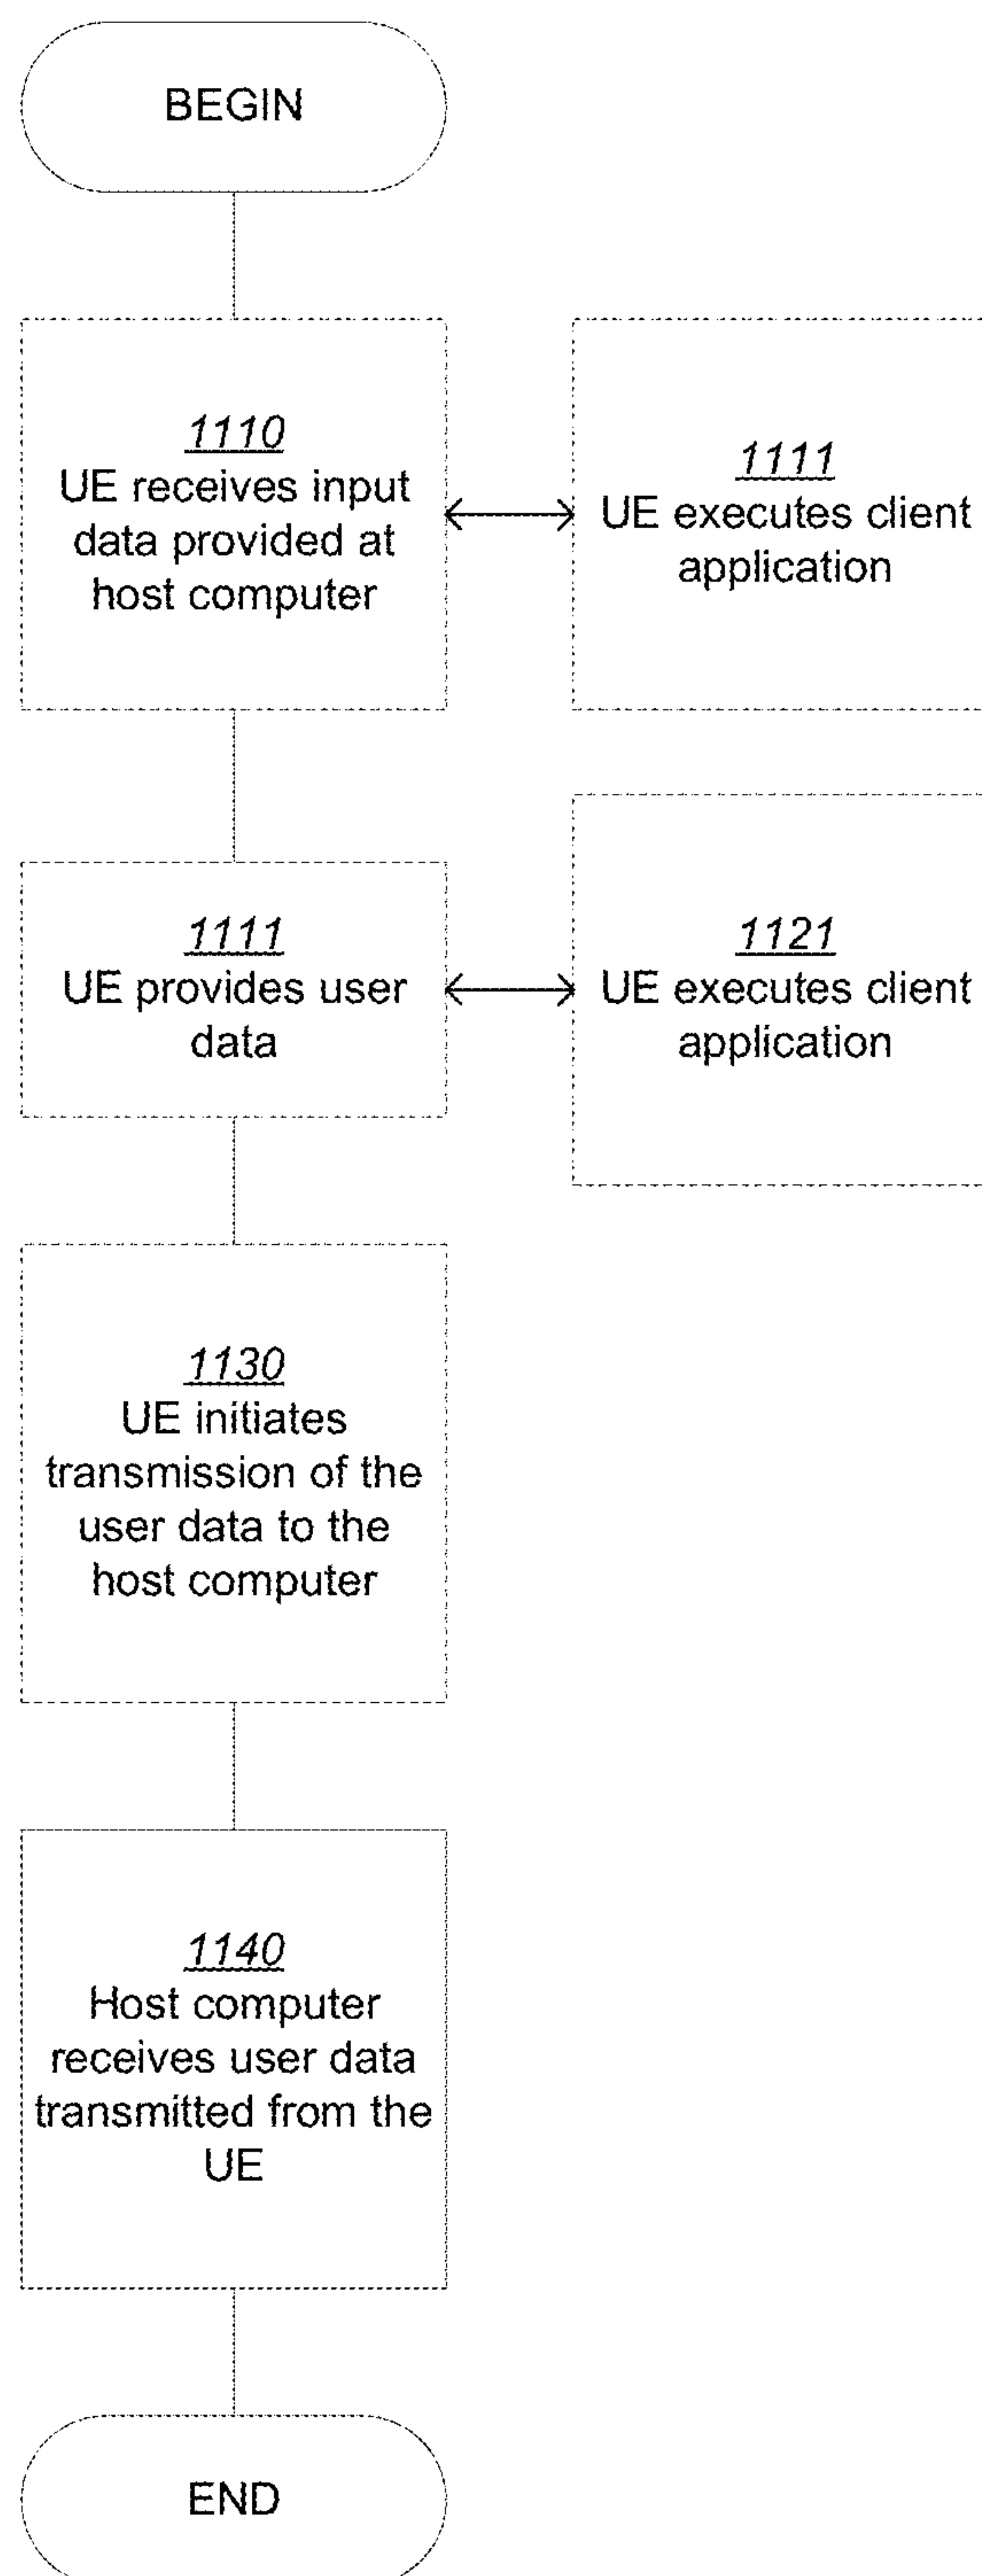 BEGIN
1110
UE receives input
data provided at
host computer
1111
UE executes client
application
1111
UE provides user
data
1121
UE executes client
application
1130
UE initiates
transmission of the
user data to the
host computer
1140
Host computer
receives user data
transmitted from the
UE
END